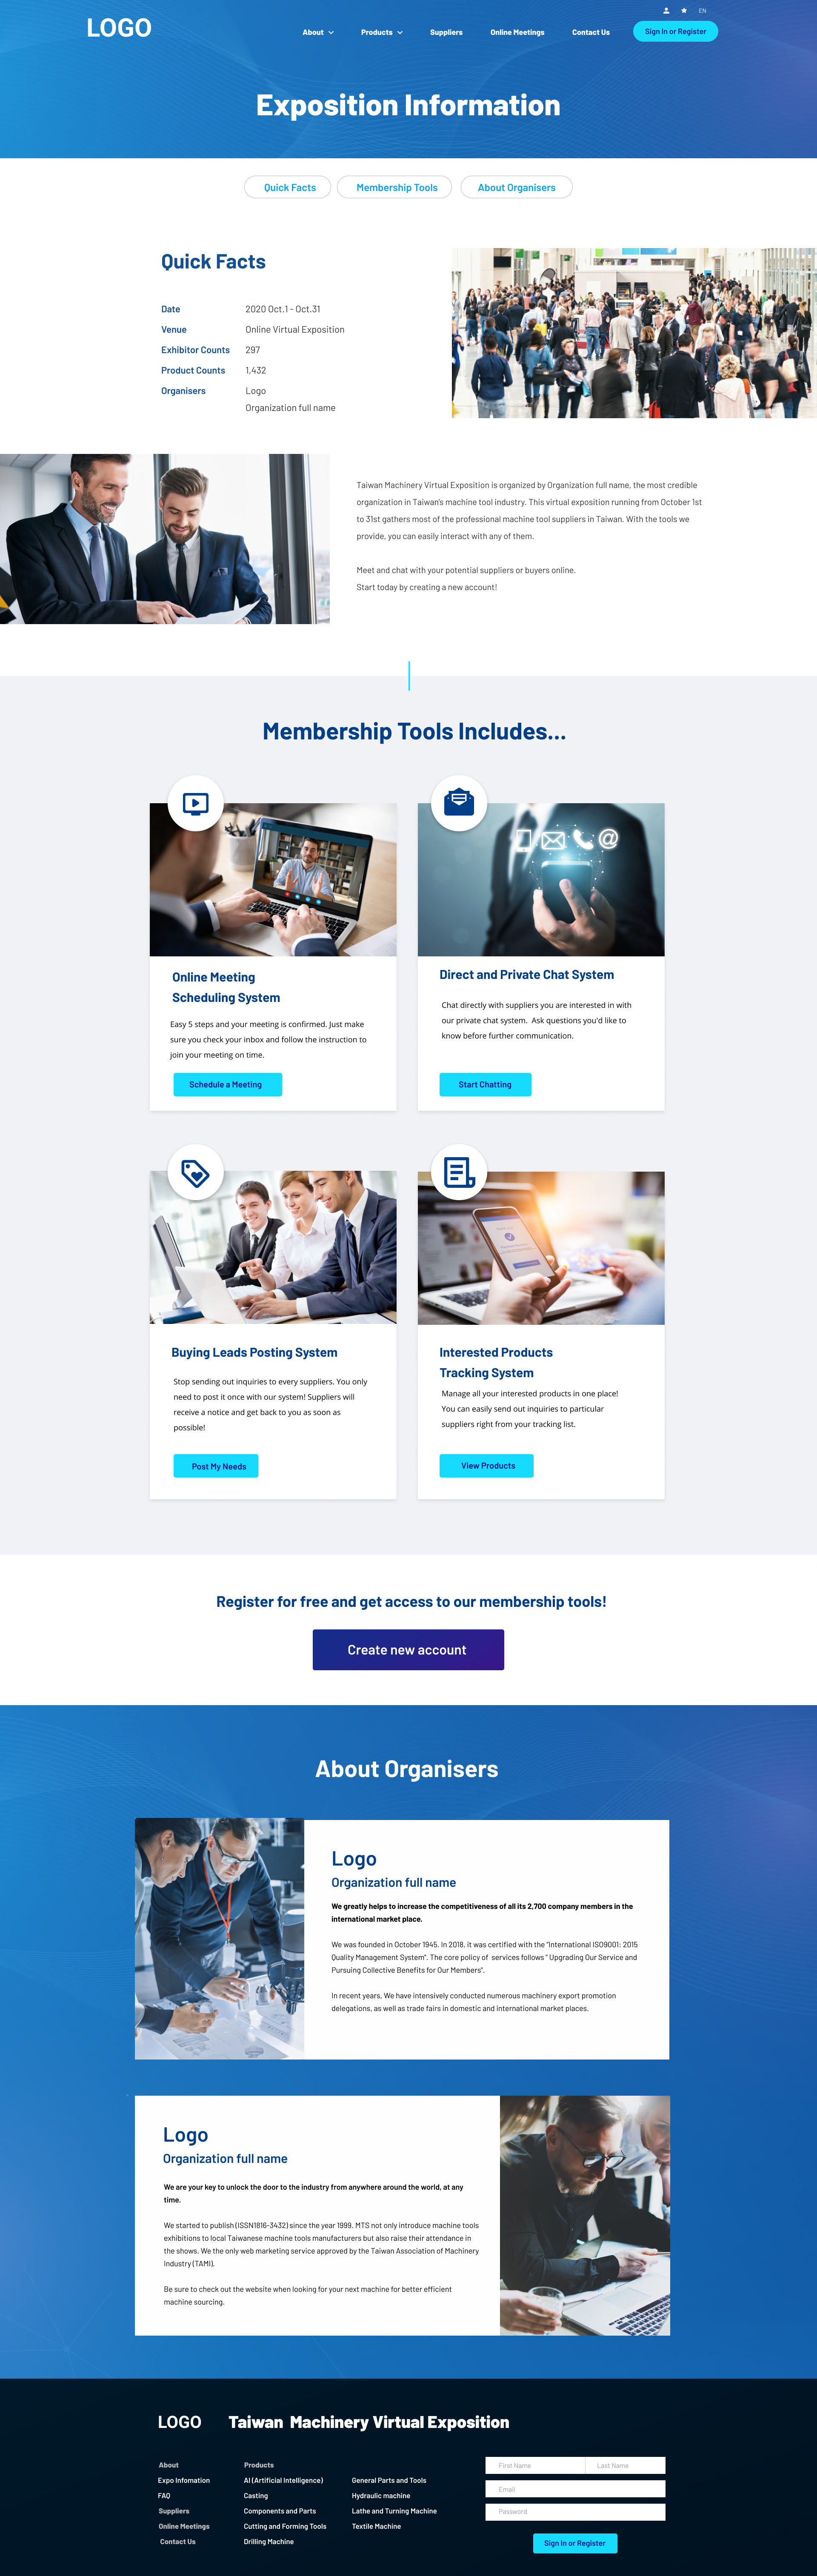 EN
LOGO
About
Products
Suppliers
Online Meetings
Contact Us
Sign In or Register
Exposition Information
Quick Facts
Membership Tools
About Organisers
Quick Facts
Date 2020 Oct.1 - Oct.31
Venue Online Virtual Exposition
Exhibitor Counts 297
Product Counts 1,432
Organisers Logo
Organization full name
Taiwan Machinery Virtual Exposition is organized by Organization full name, the most credible
organization in Taiwan's machine tool industry. This virtual exposition running from October 1st
to 31st gathers most of the professional machine tool suppliers in Taiwan. With the tools we
provide, you can easily interact with any of them.
Meet and chat with your potential suppliers or buyers online.
Start today by creating a new account!
Membership Tools Includes...
Online Meeting
Scheduling System
Easy 5 steps and your meeting is confirmed. Just make
sure you check your inbox and follow the instruction to
join your meeting on time.
Schedule a Meeting
Direct and Private Chat System
Chat directly with suppliers you are interested in with
our private chat system. Ask questions you'd like to
know before further communication.
Start Chatting
Buying Leads Posting System
Stop sending out inquiries to every suppliers. You only
need to post it once with our system! Suppliers will
receive a notice and get back to you as soon as
possible!
Post My Needs
Interested Products
Tracking System
Manage all your interested products in one place!
You can easily send out inquiries to particular
suppliers right from your tracking list.
View Products
Register for free and get access to our membership tools!
Create new account
About Organisers
Logo
Organization full name
We greatly helps to increase the competitiveness of all its 2,700 company members in the
international market place.
We was founded in October 1945. In 2018, it was certified with the "International ISO9001: 2015
Quality Management System". The core policy of services follows " Upgrading Our Service and
Pursuing Collective Benefits for Our Members".
In recent years, We have intensively conducted numerous machinery export promotion
delegations, as well as trade fairs in domestic and international market places.
Logo
Organization full name
We are your key to unlock the door to the industry from anywhere around the world, at any
time.
We started to publish (ISSN1816-3432) since the year 1999. MTS not only introduce machine tools
exhibitions to local Taiwanese machine tools manufacturers but also raise their attendance in
the shows. We the only web marketing service approved by the Taiwan Association of Machinery
Industry (TAMI).
Be sure to check out the website when looking for your next machine for better efficient
machine sourcing.
LOGO
Taiwan Machinery Virtual Exposition
About
Expo Infomation
FAQ
Suppliers
Online Meetings
Contact Us
Products
AI (Artificial Intelligence)
Casting
Components and Parts
Cutting and Forming Tools
Drilling Machine
General Parts and Tools
Hydraulic machine
Lathe and Turning Machine
Textile Machine
First Name
Last Name
Email
Password
Sign In or Register